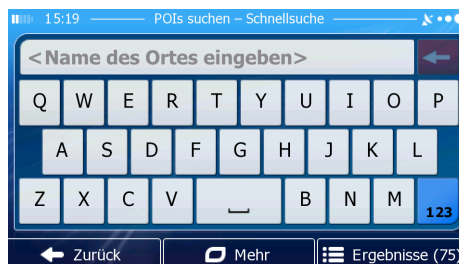 15:19 POIs suchen – Schnellsuche
<Name des Ortes eingeben>
Q W E R T Y U I O P
A S D F G H J K L
Z X C V B N M 123
Zurück Mehr Ergebnisse (75)